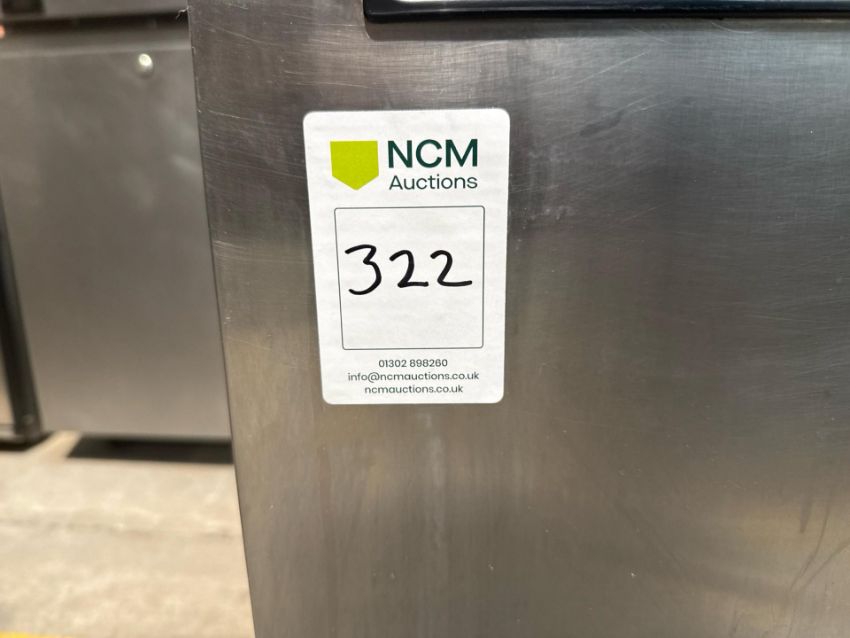 NCM
Auctions
322
01302 898260
info@ncmauctions.co.uk
ncmauctions.co.uk